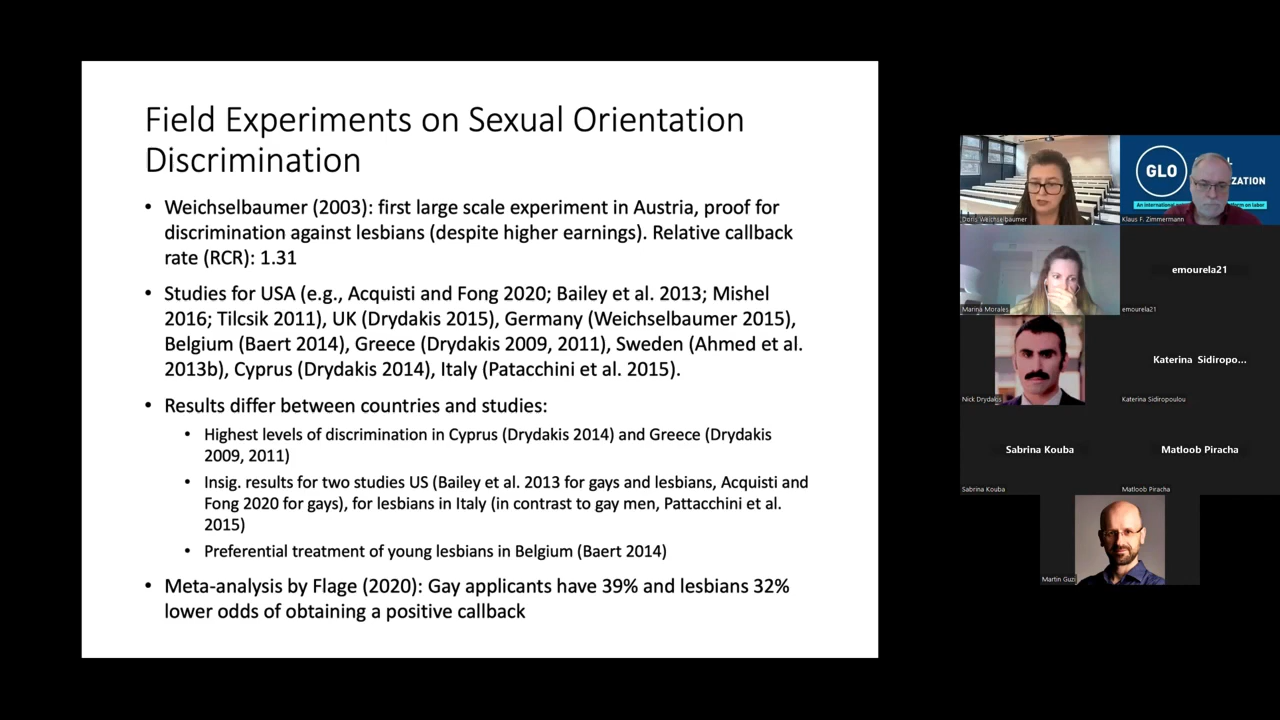 Field Experiments on Sexual Orientation
Discrimination
• Weichselbaumer (2003): first large scale experiment in Austria, proof for
discrimination against lesbians (despite higher earnings). Relative callback
rate (RCR): 1.31
• Studies for USA (e.g., Acquisti and Fong 2020; Bailey et al. 2013; Mishel
2016; Tilcsik 2011), UK (Drydakis 2015), Germany (Weichselbaumer 2015),
Belgium (Baert 2014), Greece (Drydakis 2009, 2011), Sweden (Ahmed et al.
2013b), Cyprus (Drydakis 2014), Italy (Patacchini et al. 2015).
• Results differ between countries and studies:
• Highest levels of discrimination in Cyprus (Drydakis 2014) and Greece (Drydakis
2009, 2011)
• Insig. results for two studies US (Bailey et al. 2013 for gays and lesbians, Acquisti and
Fong 2020 for gays), for lesbians in Italy (in contrast to gay men, Pattacchini et al.
2015)
• Preferential treatment of young lesbians in Belgium (Baert 2014)
• Meta-analysis by Flage (2020): Gay applicants have 39% and lesbians 32%
lower odds of obtaining a positive callback
Doris Weichselbaumer
GLO
ZATION
An international
form on labor
Klaus F. Zimmermann
Marina Morales
emourela21
emourela21
Nick Drydakis
Katerina Sidiropo...
Katerina Sidiropoulou
Sabrina Kouba
Sabrina Kouba
Matloob Piracha
Matloob Piracha
Martin Guzi